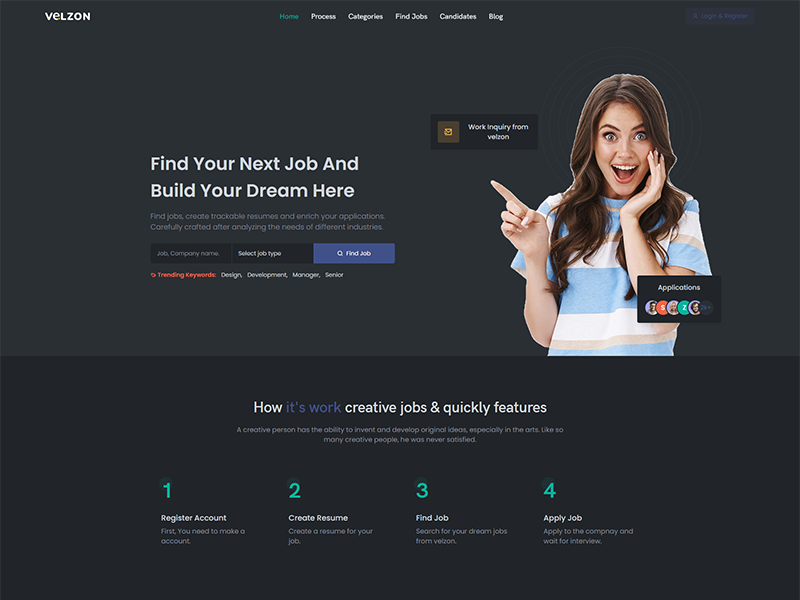 VELZON
Home Process Categories Find Jobs Candidates Blog
Login & Register
Work Inquiry from
velzon
Find Your Next Job And
Build Your Dream Here
Find jobs, create trackable resumes and enrich your applications.
Carefully crafted after analyzing the needs of different industries.
Job, Company name.
Select job type
Find Job
Trending Keywords: Design, Development, Manager, Senior
Applications
S Z
How it's work creative jobs & quickly features
A creative person has the ability to invent and develop original ideas, especially in the arts. Like so
many creative people, he was never satisfied.
1
Register Account
First, You need to make a
account.
2
Create Resume
Create a resume for your
job.
3
Find Job
Search for your dream jobs
from velzon.
4
Apply Job
Apply to the compnay and
wait for interview.